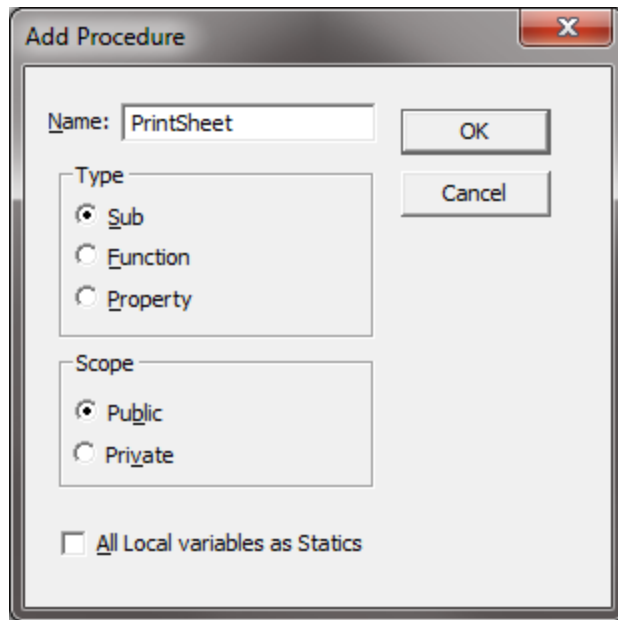 Add Procedure
Name: PrintSheet
OK
Cancel
Type
Sub
Function
Property
Scope
Public
Private
All Local variables as Statics